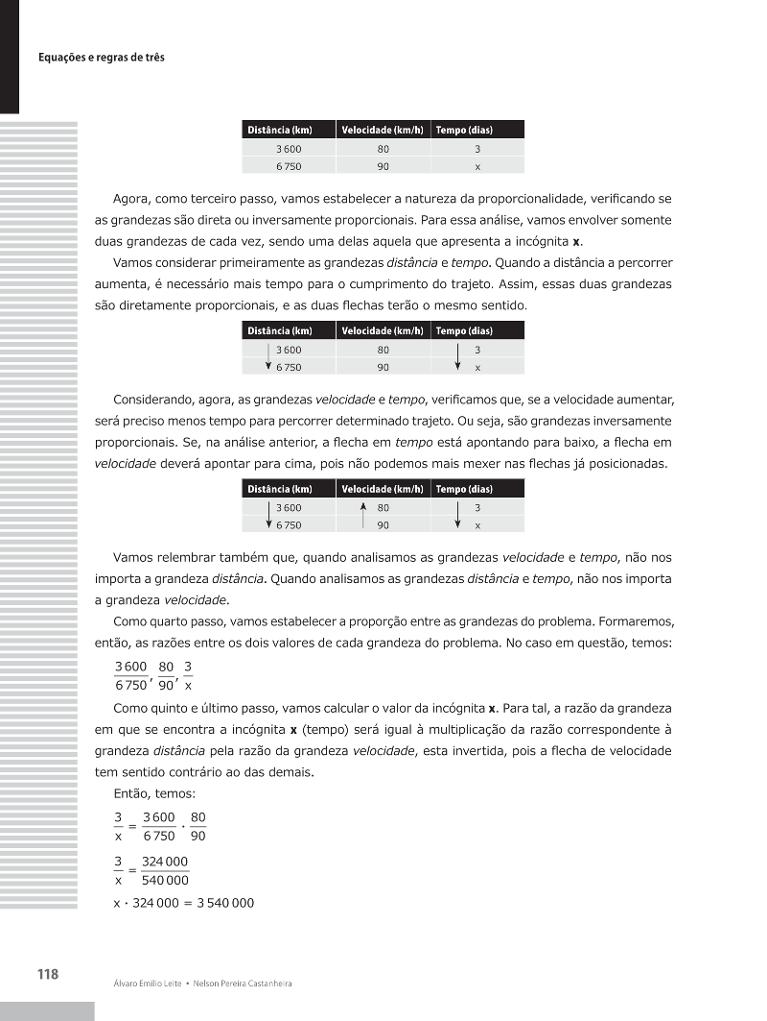 Equações e regras de três
Distância (km) Velocidade (km/h) Tempo (dias)
3 600 80 3
6 750 90 x
Agora, como terceiro passo, vamos estabelecer a natureza da proporcionalidade, verificando se
as grandezas são direta ou inversamente proporcionais. Para essa análise, vamos envolver somente
duas grandezas de cada vez, sendo uma delas aquela que apresenta a incógnita x.
Vamos considerar primeiramente as grandezas distância e tempo. Quando a distância a percorrer
aumenta, é necessário mais tempo para o cumprimento do trajeto. Assim, essas duas grandezas
são diretamente proporcionais, e as duas flechas terão o mesmo sentido.
Distância (km) Velocidade (km/h) Tempo (dias)
3 600 80 3
6 750 90 x
Considerando, agora, as grandezas velocidade e tempo, verificamos que, se a velocidade aumentar,
será preciso menos tempo para percorrer determinado trajeto. Ou seja, são grandezas inversamente
proporcionais. Se, na análise anterior, a flecha em tempo está apontando para baixo, a flecha em
velocidade deverá apontar para cima, pois não podemos mais mexer nas flechas já posicionadas.
Distância (km) Velocidade (km/h) Tempo (dias)
3 600 80 3
6 750 90 x
Vamos relembrar também que, quando analisamos as grandezas velocidade e tempo, não nos
importa a grandeza distância. Quando analisamos as grandezas distância e tempo, não nos importa
a grandeza velocidade.
Como quarto passo, vamos estabelecer a proporção entre as grandezas do problema. Formaremos,
então, as razões entre os dois valores de cada grandeza do problema. No caso em questão, temos:
3 600 80 3
6 750, 90, x
Como quinto e último passo, vamos calcular o valor da incógnita x. Para tal, a razão da grandeza
em que se encontra a incógnita x (tempo) será igual à multiplicação da razão correspondente à
grandeza distância pela razão da grandeza velocidade, esta invertida, pois a flecha de velocidade
tem sentido contrário ao das demais.
Então, temos:
3 = 3 600 · 80
x 6 750 90
3 = 324 000
x 540 000
x · 324 000 = 3 540 000
118
Álvaro Emílio Leite • Nelson Pereira Castanheira